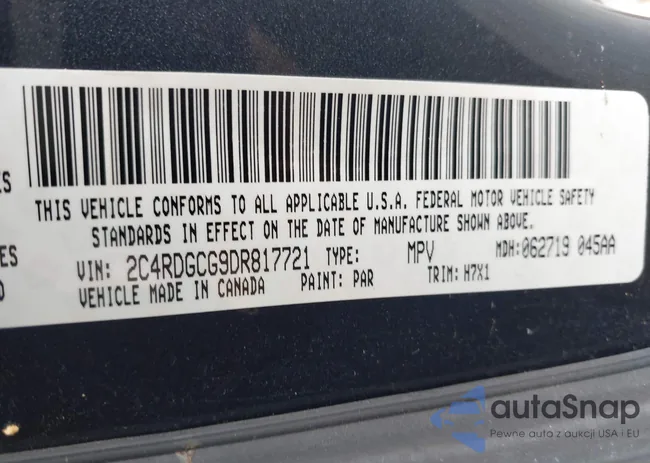 ES
THIS VEHICLE CONFORMS TO ALL APPLICABLE U.S.A. FEDERAL MOTOR VEHICLE SAFETY
STANDARDS IN EFFECT ON THE DATE OF MANUFACTURE SHOWN ABOVE.
ES VIN: 2C4RDGCG9DR817721 TYPE: MPV MDH: 062719 045AA
D VEHICLE MADE IN CANADA PAINT: PAR TRIM: H7X1
autaSnap
Pewne auta z aukcji USA i EU